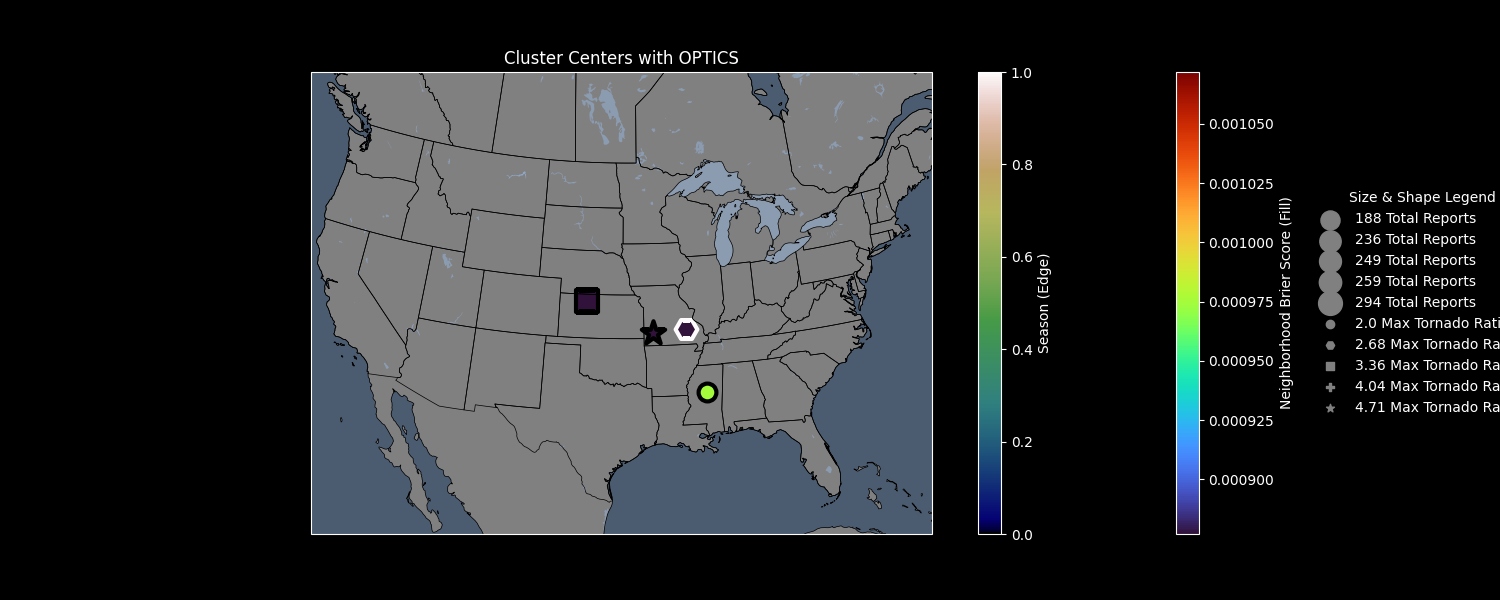 Cluster Centers with OPTICS
1.0
0.8
0.6
0.4
0.2
0.0
Season (Edge)
0.001050
0.001025
0.001000
0.000975
0.000950
0.000925
0.000900
Neighborhood Brier Score (Fill)
Size & Shape Legend
188 Total Reports
236 Total Reports
249 Total Reports
259 Total Reports
294 Total Reports
2.0 Max Tornado Rati
2.68 Max Tornado Ra
3.36 Max Tornado Ra
4.04 Max Tornado Ra
4.71 Max Tornado Ra